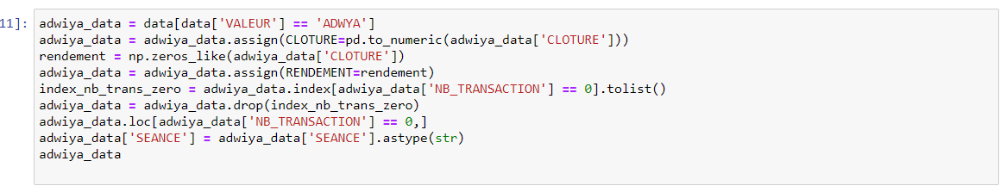 11]:
adwiya_data = data[data['VALEUR'] == 'ADWYA']
adwiya_data = adwiya_data.assign(CLOTURE=pd.to_numeric(adwiya_data['CLOTURE']))
rendement = np.zeros_like(adwiya_data['CLOTURE'])
adwiya_data = adwiya_data.assign(RENDEMENT=rendement)
index_nb_trans_zero = adwiya_data.index[adwiya_data['NB_TRANSACTION'] == 0].tolist()
adwiya_data = adwiya_data.drop(index_nb_trans_zero)
adwiya_data.loc[adwiya_data['NB_TRANSACTION'] == 0,]
adwiya_data['SEANCE'] = adwiya_data['SEANCE'].astype(str)
adwiya_data